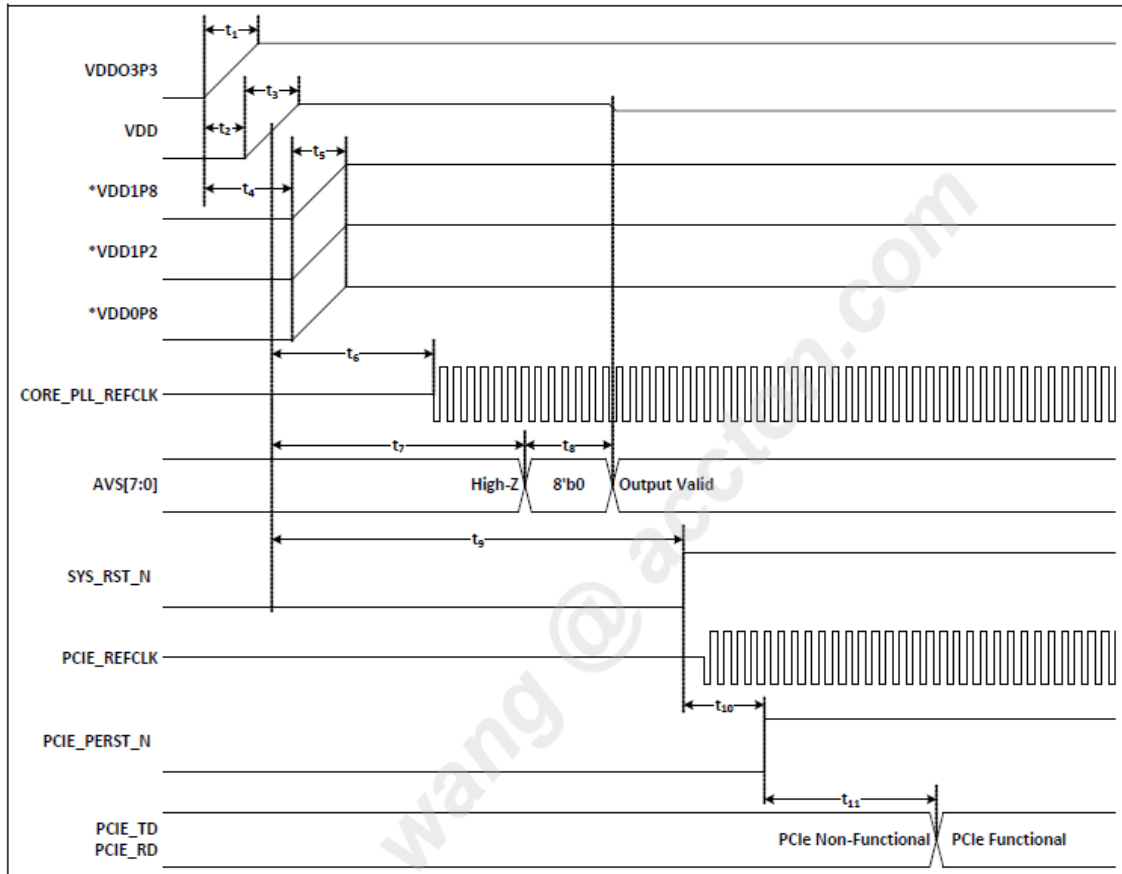 t1
VDDO3P3
t3
VDD
t2
t5
*VDD1P8
t4
*VDD1P2
*VDD0P8
t6
CORE_PLL_REFCLK
t7
t8
AVS[7:0]
High-Z
8'b0
Output Valid
t9
SYS_RST_N
PCIE_REFCLK
t10
PCIE_PERST_N
t11
PCIE_TD
PCIE_RD
PCIe Non-Functional
PCIe Functional
wang @ accton.com